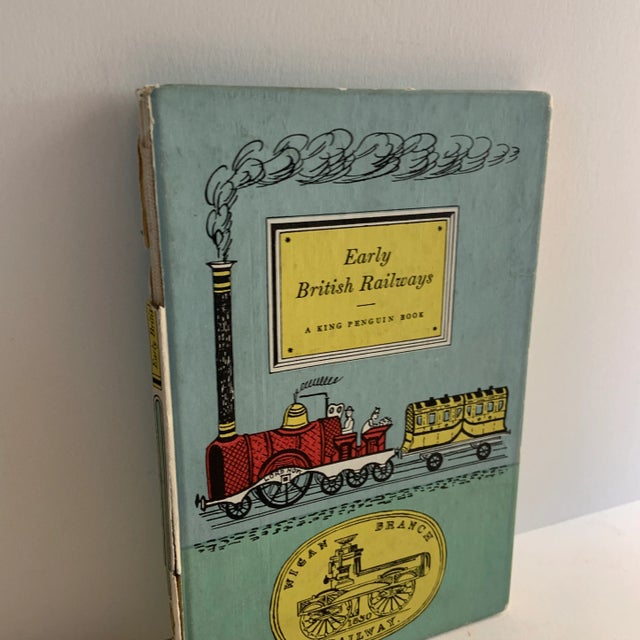 Early
British Railways
A KING PENGUIN BOOK
WIGAN BRANCH
1830
RAILWAY.